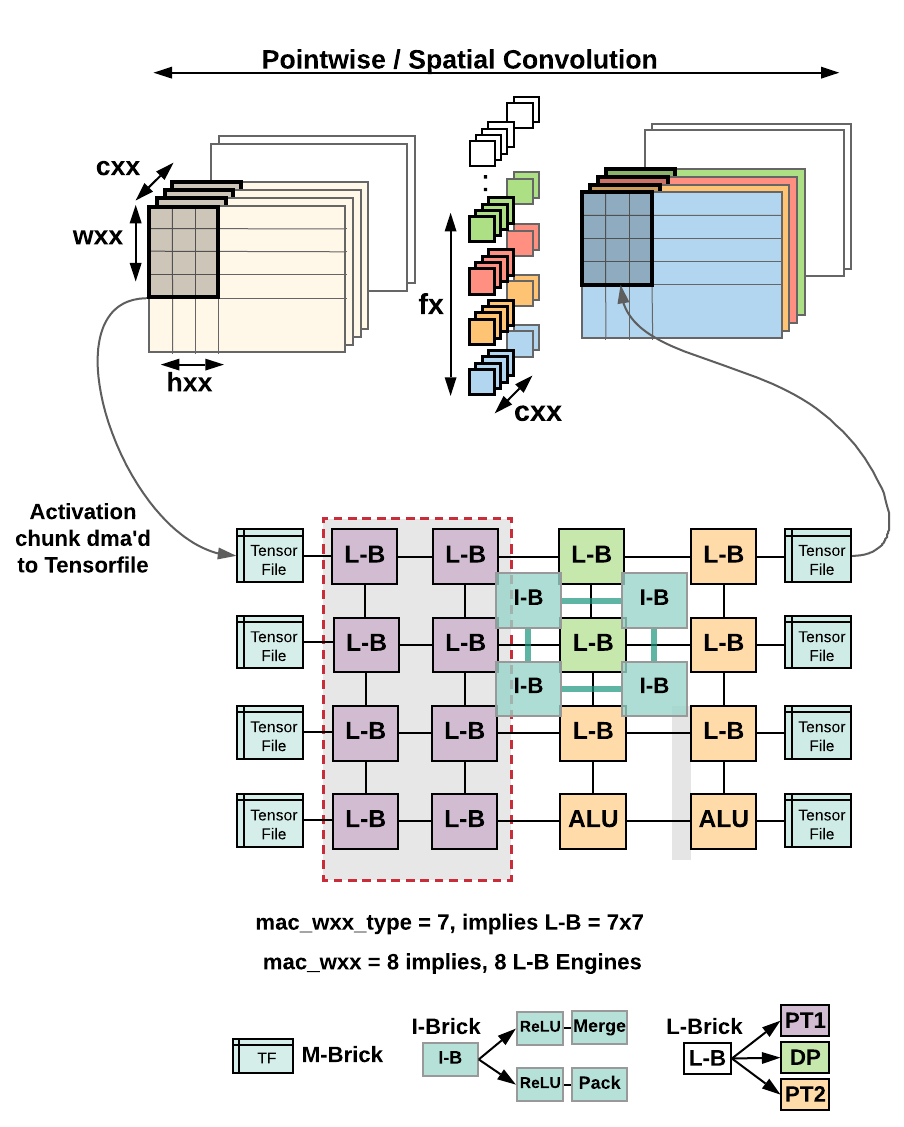 Pointwise / Spatial Convolution
cxx
wxx
hxx
fx
cxx
Activation
chunk dma'd
to Tensorfile
Tensor
File
L-B
L-B
L-B
L-B
Tensor
File
I-B
I-B
Tensor
File
L-B
L-B
L-B
L-B
Tensor
File
I-B
I-B
Tensor
File
L-B
L-B
L-B
L-B
Tensor
File
Tensor
File
L-B
L-B
ALU
ALU
Tensor
File
mac_wxx_type = 7, implies L-B = 7x7
mac_wxx = 8 implies, 8 L-B Engines
TF
M-Brick
I-Brick
I-B
ReLU
Merge
ReLU
Pack
L-Brick
L-B
PT1
DP
PT2